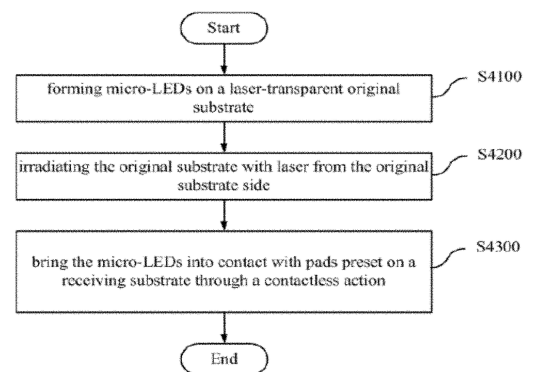 Start
forming micro-LEDs on a laser-transparent original
substrate
S4100
irradiating the original substrate with laser from the original
substrate side
S4200
bring the micro-LEDs into contact with pads preset on a
receiving substrate through a contactless action
S4300
End